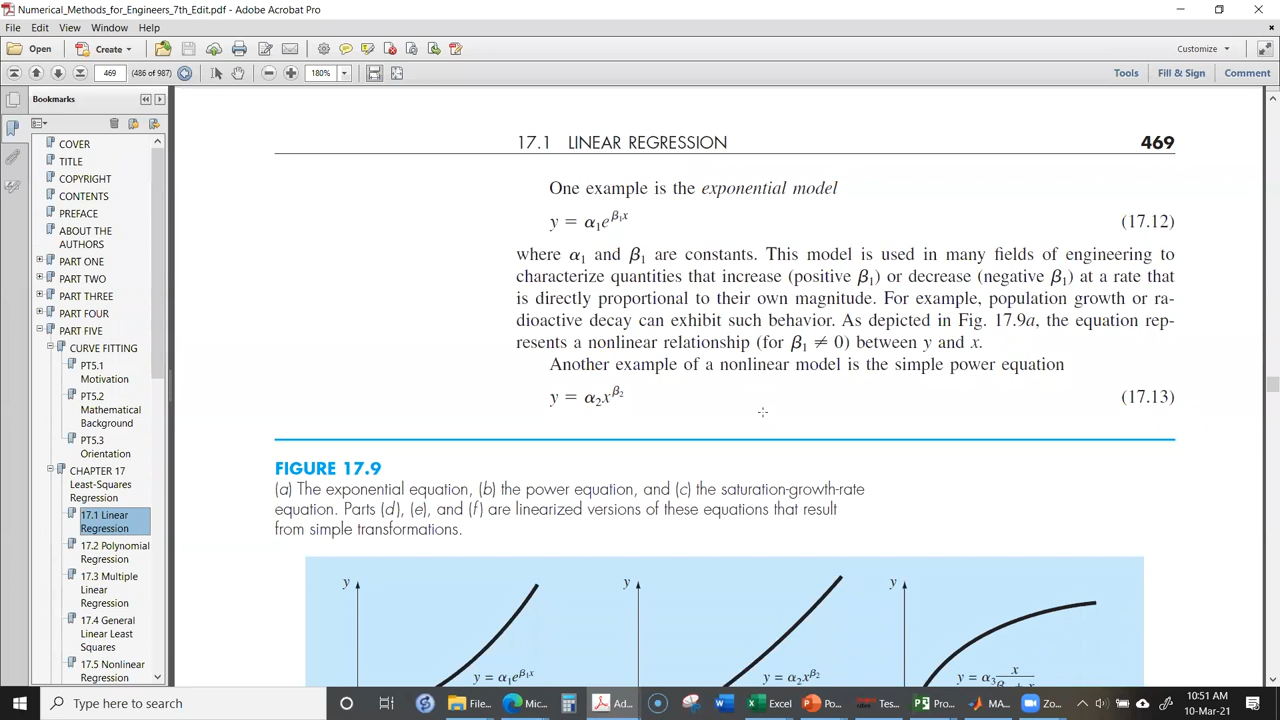 Numerical_Methods_for_Engineers_7th_Edit.pdf - Adobe Acrobat Pro
File Edit View Window Help
Open Create Customize
469 (486 of 987) 180% Tools Fill & Sign Comment
Bookmarks
COVER
TITLE
COPYRIGHT
CONTENTS
PREFACE
ABOUT THE
AUTHORS
PART ONE
PART TWO
PART THREE
PART FOUR
PART FIVE
CURVE FITTING
PT5.1
Motivation
PT5.2
Mathematical
Background
PT5.3
Orientation
CHAPTER 17
Least-Squares
Regression
17.1 Linear
Regression
17.2 Polynomial
Regression
17.3 Multiple
Linear
Regression
17.4 General
Linear Least
Squares
17.5 Nonlinear
Regression
17.1 LINEAR REGRESSION 469
One example is the exponential model
y = α₁e^β₁x (17.12)
where α₁ and β₁ are constants. This model is used in many fields of engineering to
characterize quantities that increase (positive β₁) or decrease (negative β₁) at a rate that
is directly proportional to their own magnitude. For example, population growth or ra-
dioactive decay can exhibit such behavior. As depicted in Fig. 17.9a, the equation rep-
resents a nonlinear relationship (for β₁ ≠ 0) between y and x.
Another example of a nonlinear model is the simple power equation
y = α₂x^β₂ (17.13)
FIGURE 17.9
(a) The exponential equation, (b) the power equation, and (c) the saturation-growth-rate
equation. Parts (d), (e), and (f) are linearized versions of these equations that result
from simple transformations.
y y y
y = α₁e^β₁x y = α₂x^β₂ y = α₃ x
Type here to search File... Mic... Ad... Excel Po... Tes... Pro... MA... Zo... 10:51 AM
10-Mar-21